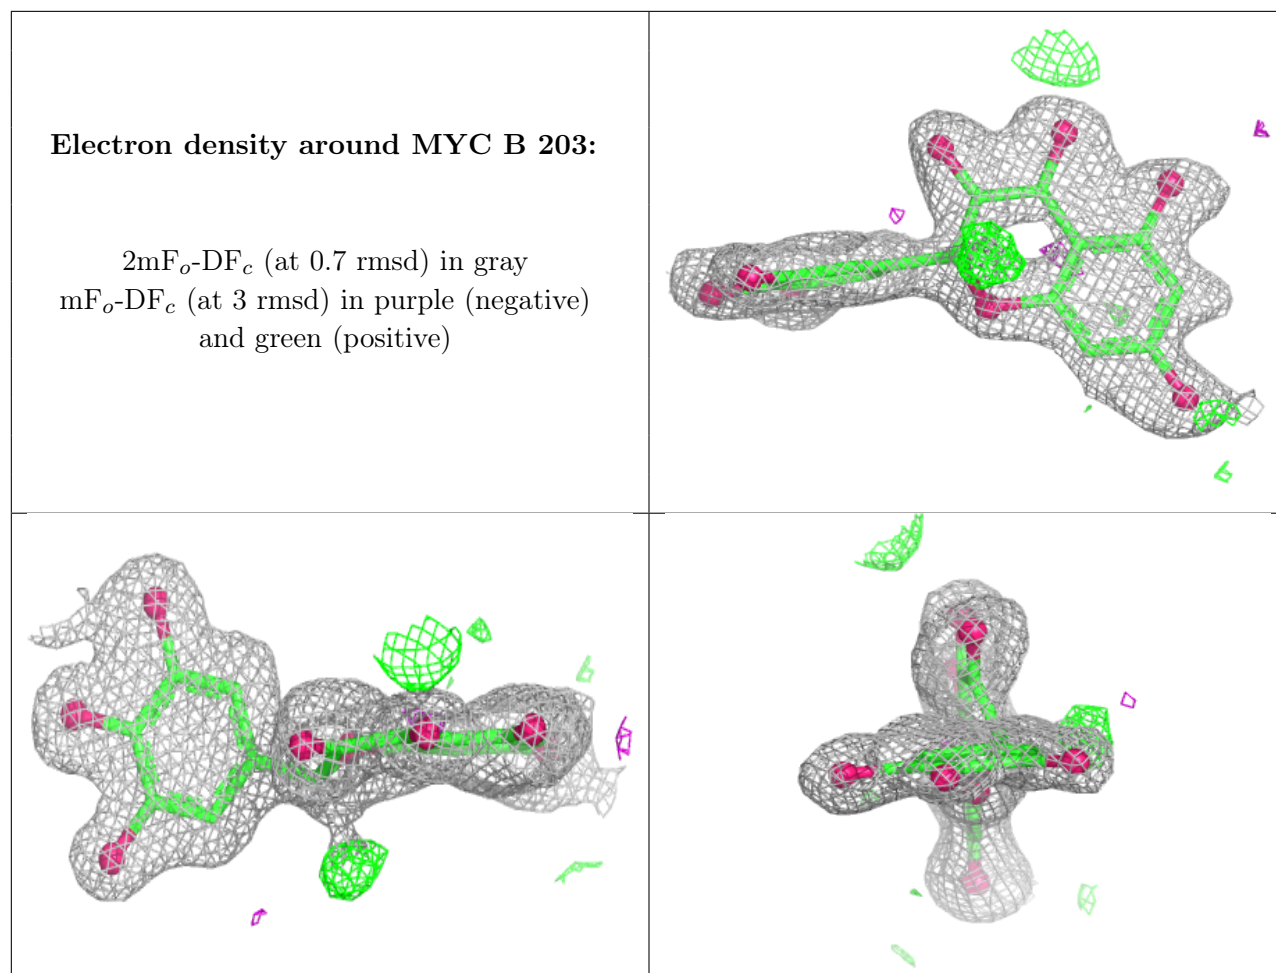 Electron density around MYC B 203:
2mFo-DFc (at 0.7 rmsd) in gray
mFo-DFc (at 3 rmsd) in purple (negative)
and green (positive)